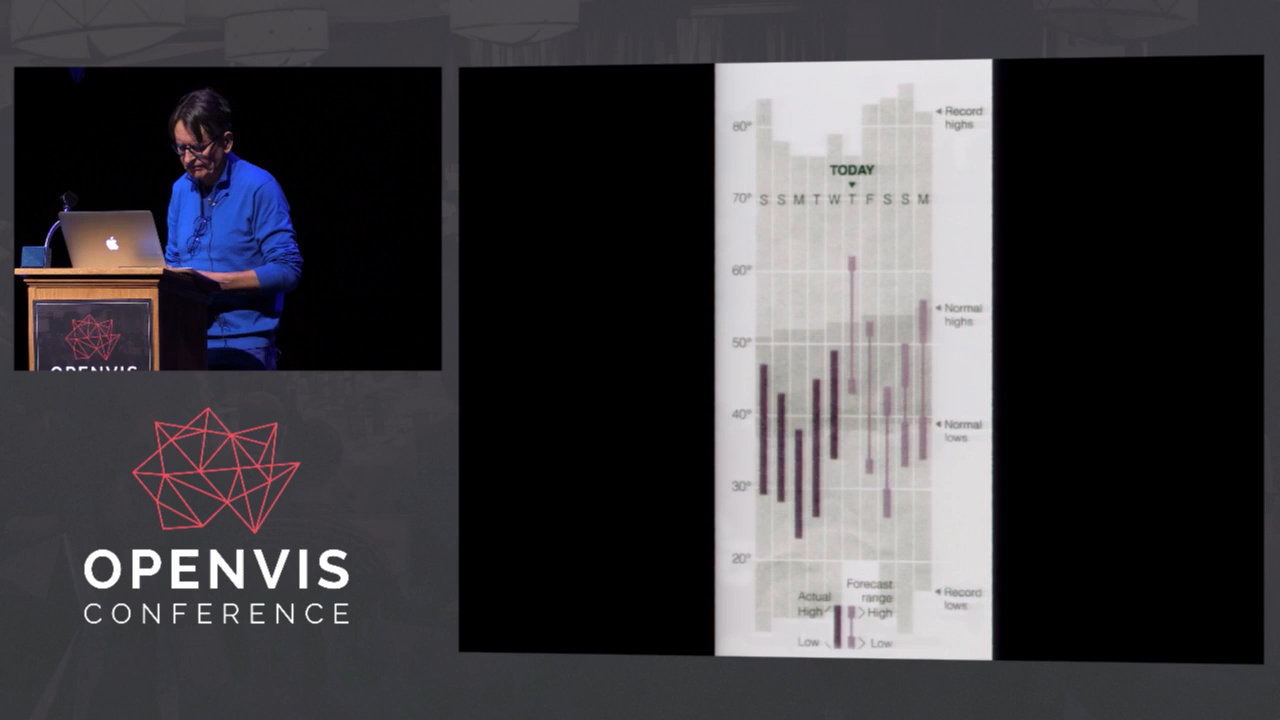 OPENVIS
OPENVIS
CONFERENCE
80°
Record
highs
TODAY
70°
S S M T W T F S S M
60°
Normal
highs
50°
40°
Normal
lows
30°
20°
Forecast
range
Actual
High
High
Record
lows
Low
Low